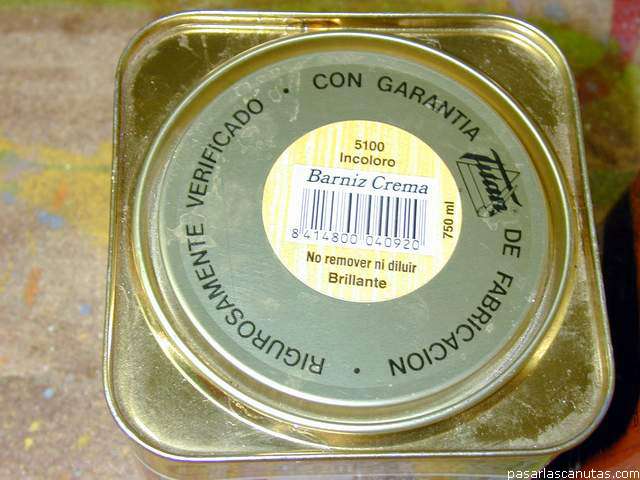 RIGUROSAMENTE VERIFICADO • CON GARANTIA Titan DE FABRICACION •
5100
Incoloro
Barniz Crema
8 414800 040920
750 ml
No remover ni diluir
Brillante
pasarlascanutas.com